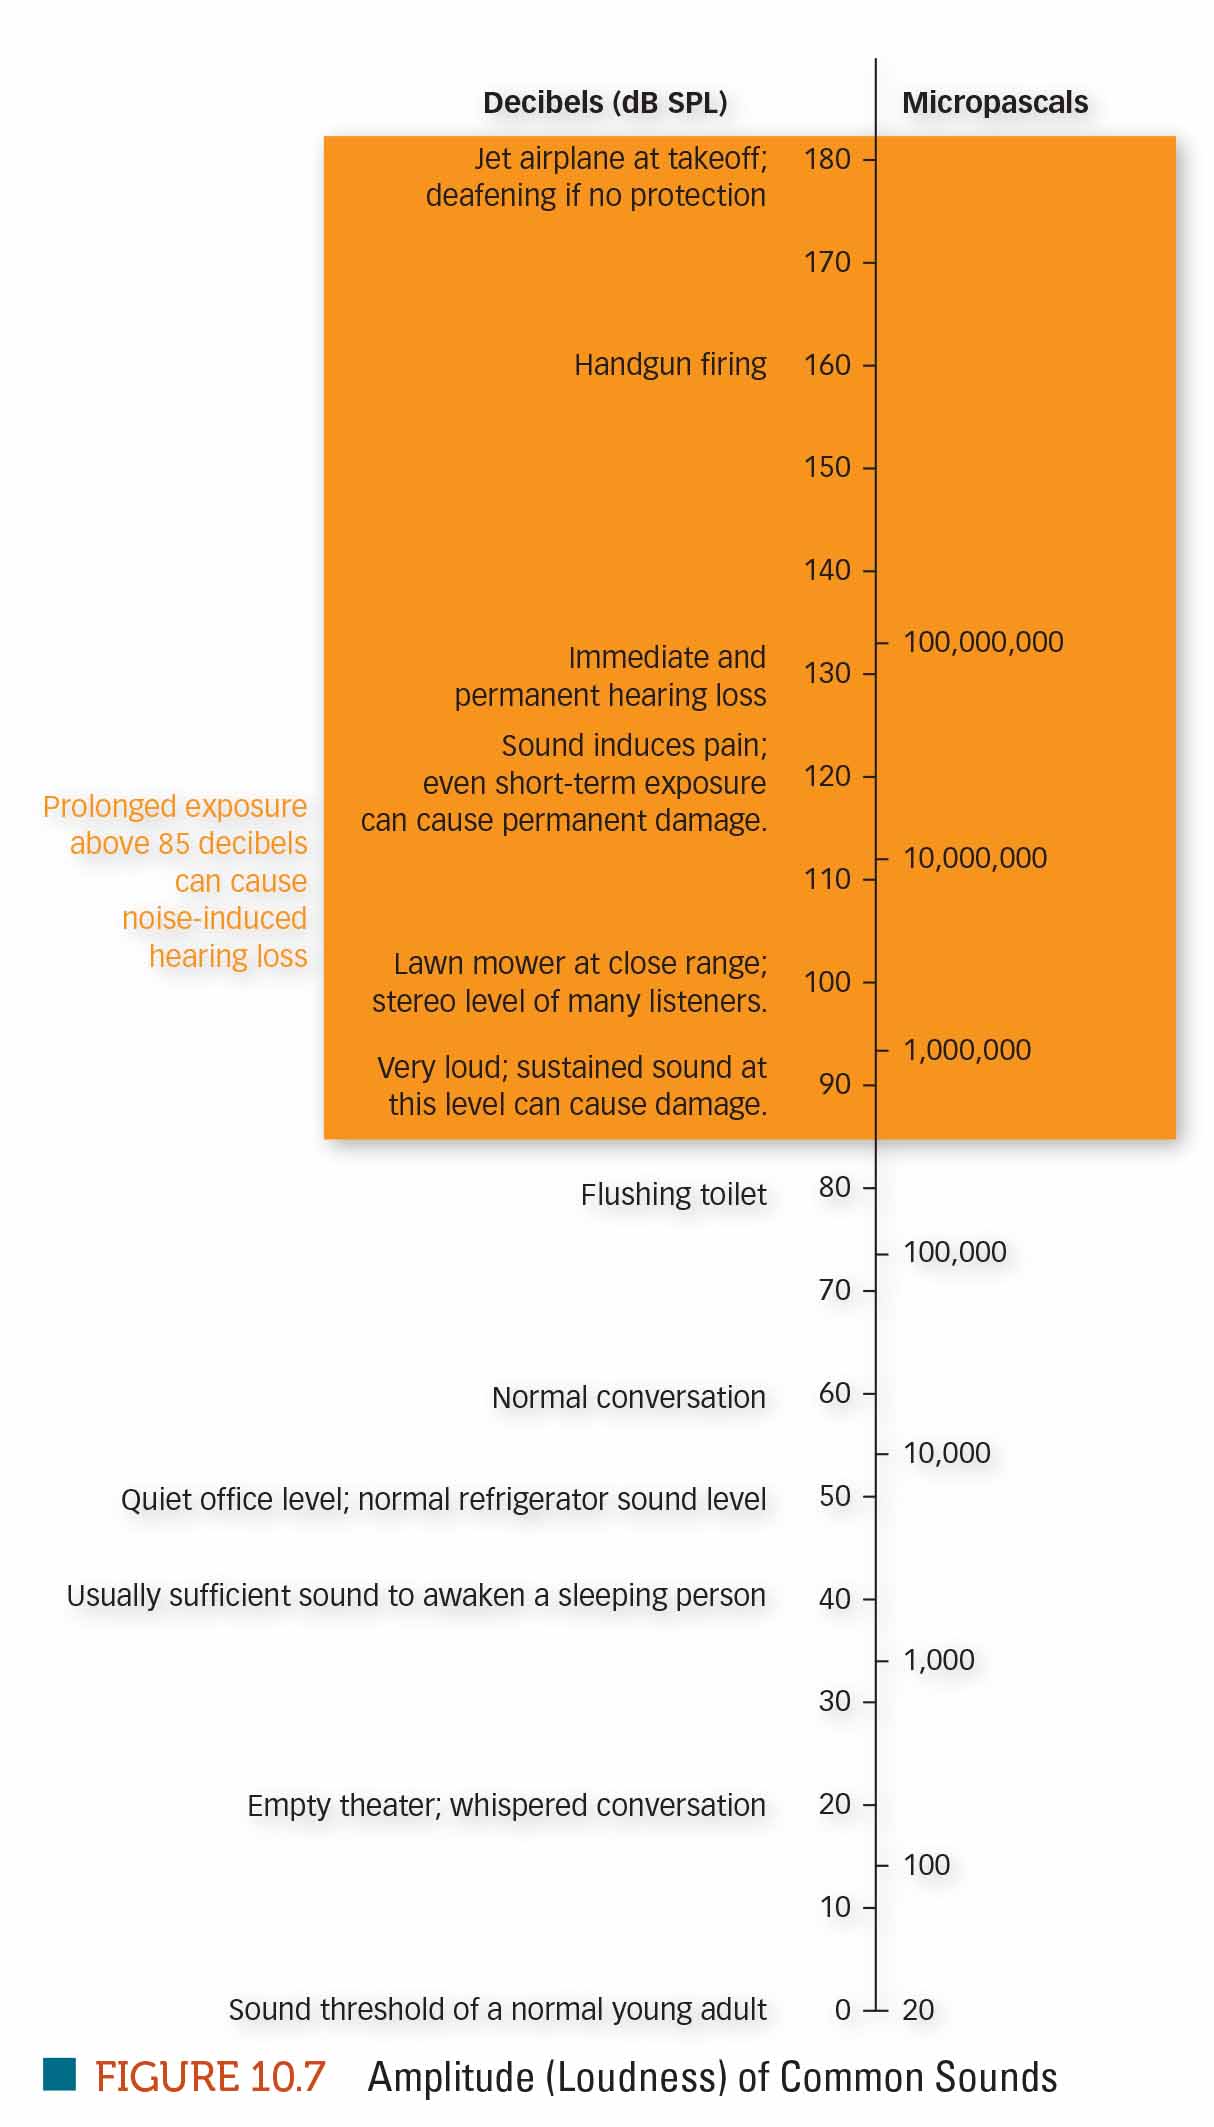 Decibels (dB SPL) Micropascals
Jet airplane at takeoff; 180
deafening if no protection
170
Handgun firing 160
150
140
100,000,000
Immediate and
130
permanent hearing loss
Sound induces pain;
even short-term exposure 120
can cause permanent damage.
Prolonged exposure
above 85 decibels
can cause
noise-induced
hearing loss
10,000,000
110
Lawn mower at close range;
100
stereo level of many listeners.
1,000,000
Very loud; sustained sound at
90
this level can cause damage.
Flushing toilet 80
100,000
70
Normal conversation 60
10,000
Quiet office level; normal refrigerator sound level 50
Usually sufficient sound to awaken a sleeping person 40
1,000
30
Empty theater; whispered conversation 20
100
10
Sound threshold of a normal young adult 0 20
FIGURE 10.7 Amplitude (Loudness) of Common Sounds